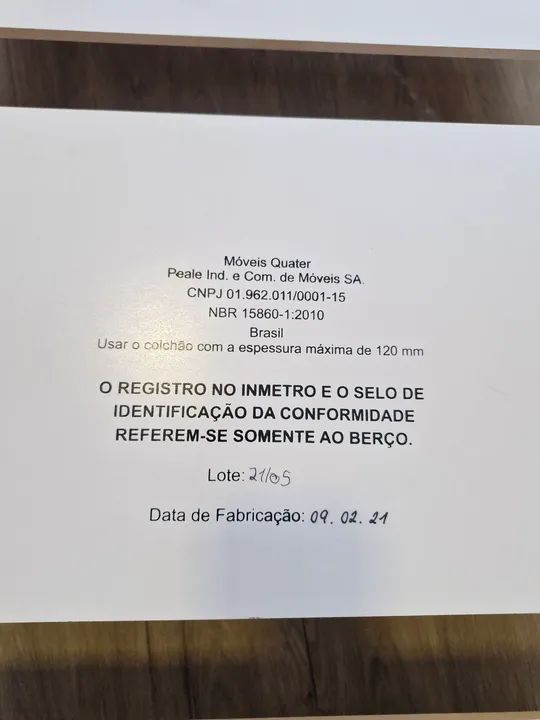 Móveis Quater
Peale Ind. e Com. de Móveis SA.
CNPJ 01.962.011/0001-15
NBR 15860-1:2010
Brasil
Usar o colchão com a espessura máxima de 120 mm
O REGISTRO NO INMETRO E O SELO DE
IDENTIFICAÇÃO DA CONFORMIDADE
REFEREM-SE SOMENTE AO BERÇO.
Lote: 21/05
Data de Fabricação: 09.02.21